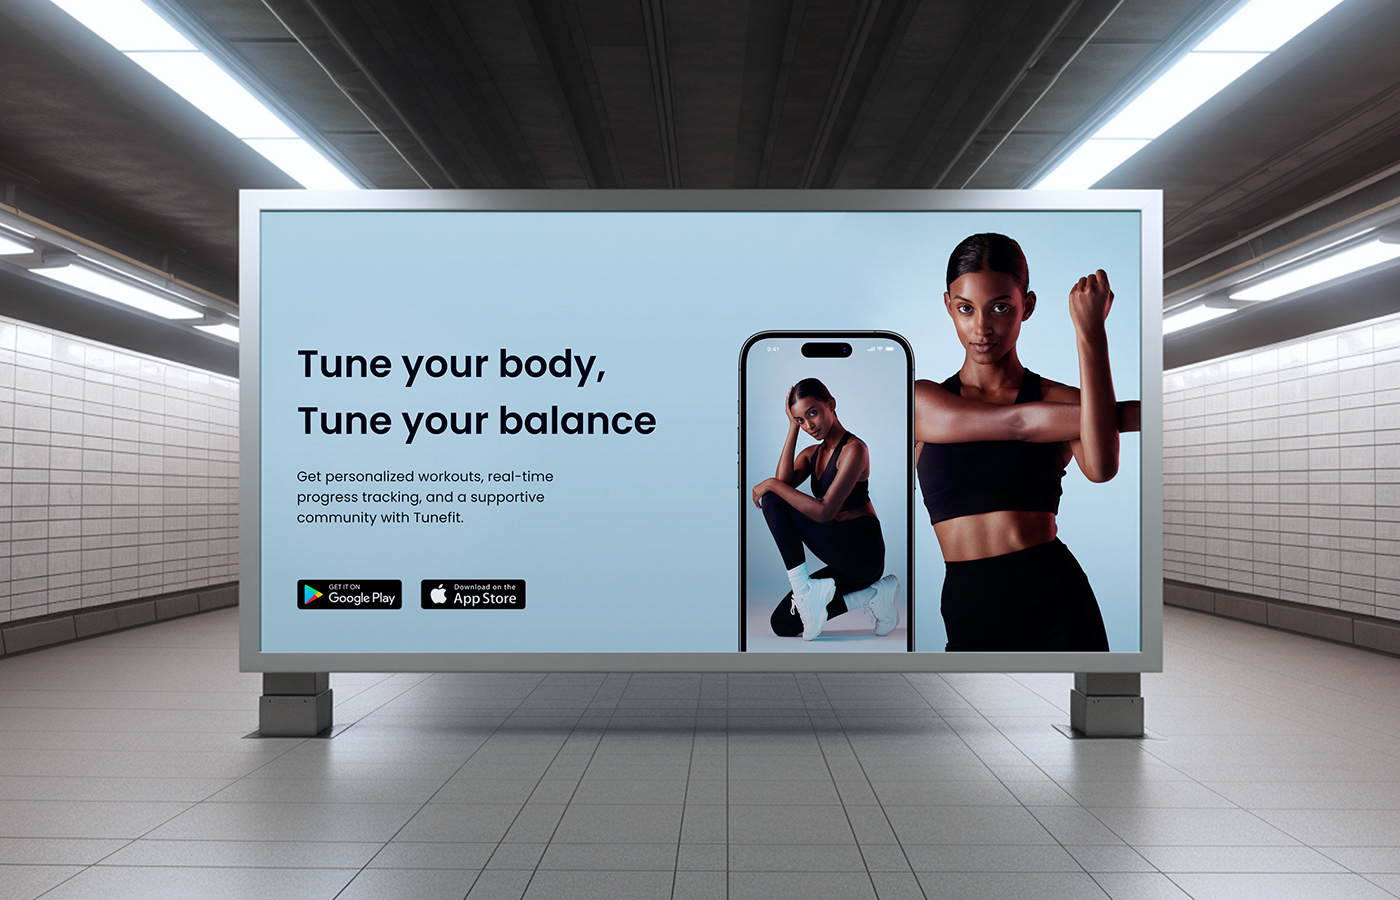 Tune your body,
Tune your balance
Get personalized workouts, real-time
progress tracking, and a supportive
community with Tunefit.
GET IT ON
Google Play
Download on the
App Store
9:41